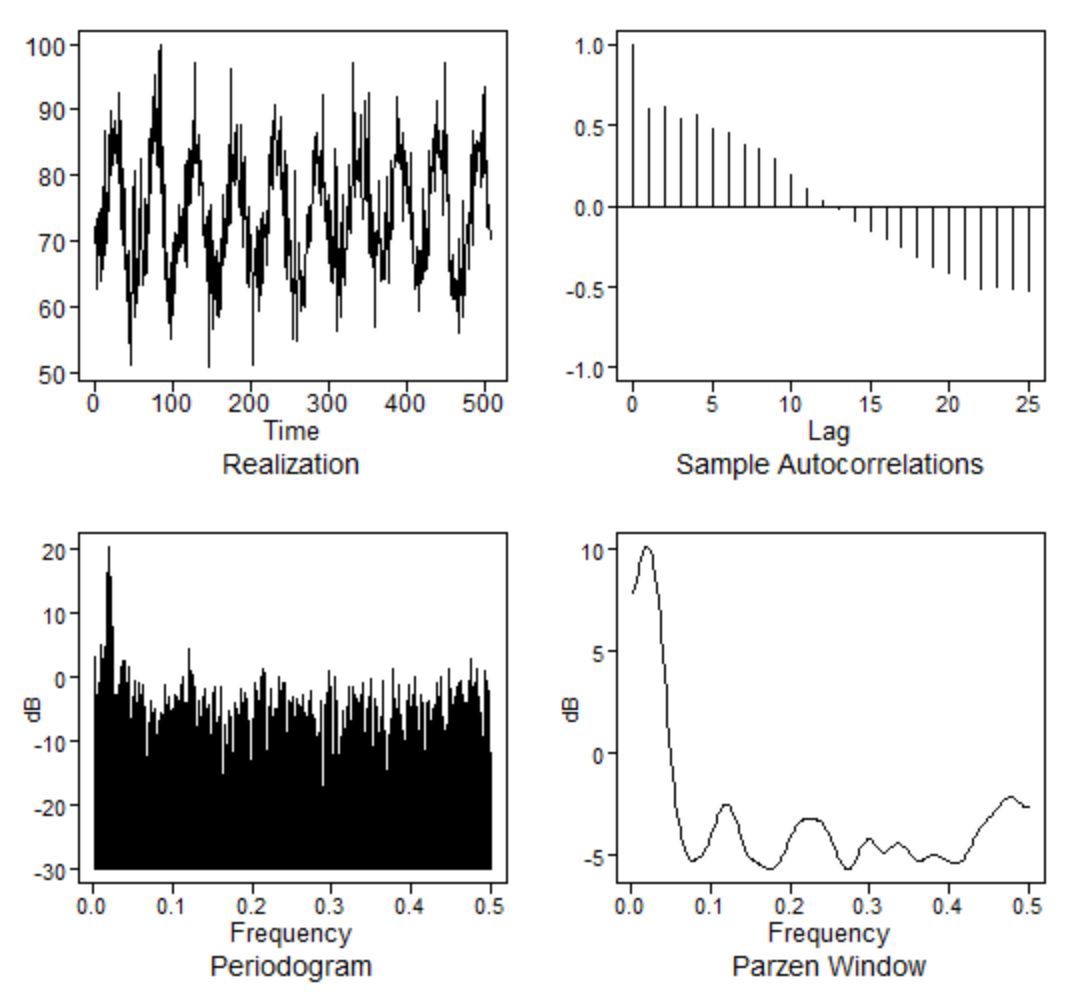 100
90
80
70
60
50
0 100 200 300 400 500
Time
Realization
1.0
0.5
0.0
-0.5
-1.0
0 5 10 15 20 25
Lag
Sample Autocorrelations
20
10
0
-10
-20
-30
dB
0.0 0.1 0.2 0.3 0.4 0.5
Frequency
Periodogram
10
5
0
-5
dB
0.0 0.1 0.2 0.3 0.4 0.5
Frequency
Parzen Window